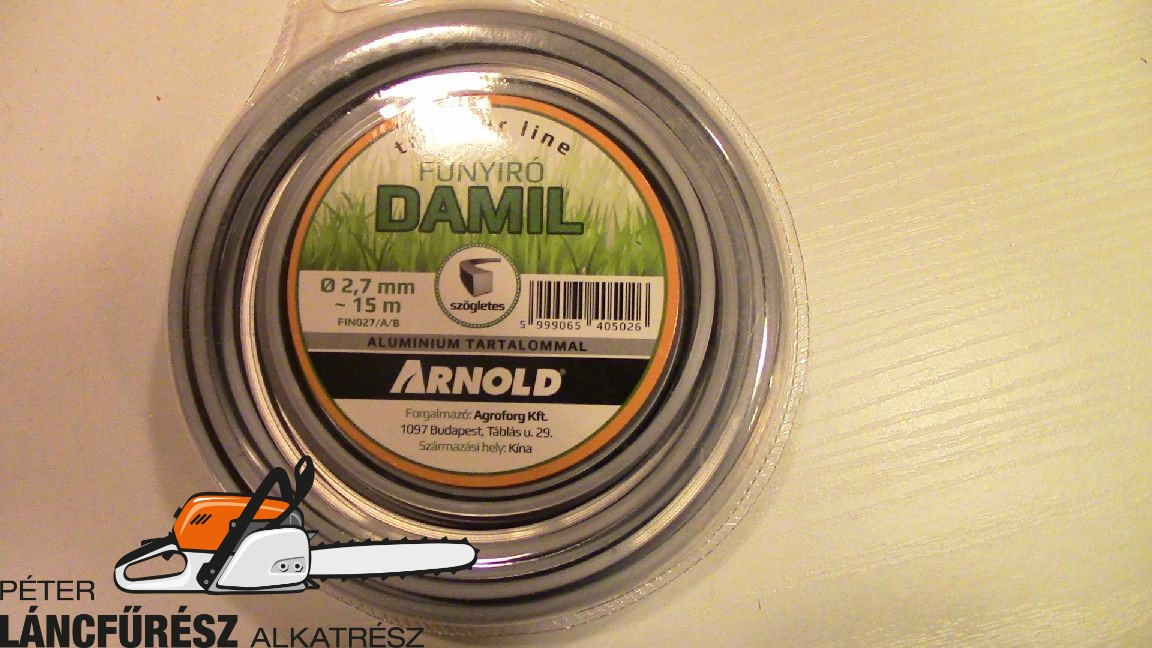 line
FŰNYÍRÓ
DAMIL
Ø 2,7 mm
~ 15 m
FIN027/A/B
szögletes
5 999065 405026
ALUMINIUM TARTALOMMAL
ARNOLD®
Forgalmazó: Agroforg Kft.
1097 Budapest, Táblás u. 29.
Származási hely: Kína
PÉTER
LÁNCFŰRÉSZ ALKATRÉSZ